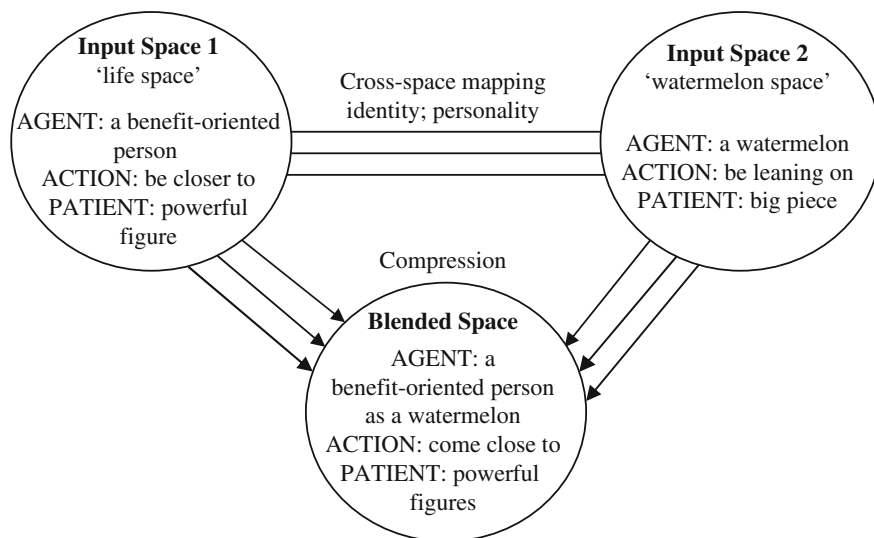 Input Space 1
'life space'
AGENT: a benefit-oriented
person
ACTION: be closer to
PATIENT: powerful
figure
Cross-space mapping
identity; personality
Input Space 2
'watermelon space'
AGENT: a watermelon
ACTION: be leaning on
PATIENT: big piece
Compression
Blended Space
AGENT: a
benefit-oriented person
as a watermelon
ACTION: come close to
PATIENT: powerful
figures